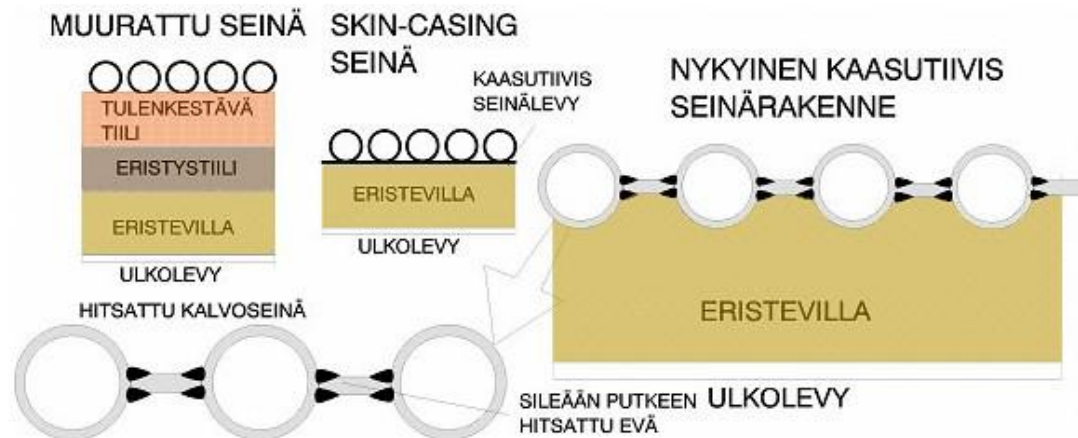 MUURATTU SEINÄ
TULENKESTÄVÄ
TIILI
ERISTYSTIILI
ERISTEVILLA
ULKOLEVY
SKIN-CASING
SEINÄ
KAASUTIIVIS
SEINÄLEVY
ERISTEVILLA
ULKOLEVY
NYKYINEN KAASUTIIVIS
SEINÄRAKENNE
ERISTEVILLA
ULKOLEVY
HITSATTU KALVOSEINÄ
SILEÄÄN PUTKEEN
HITSATTU EVÄ